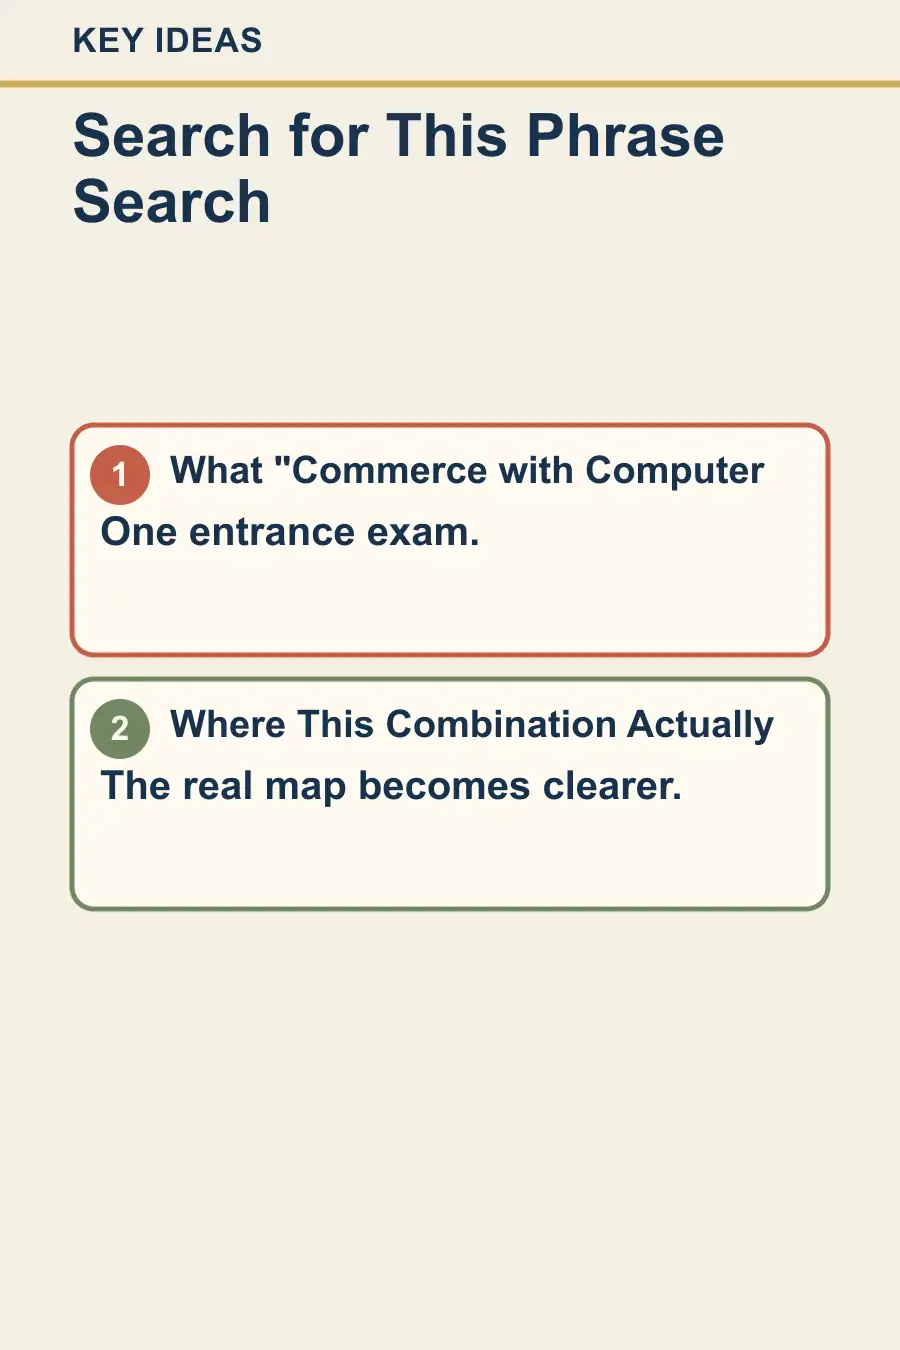 KEY IDEAS
Search for This Phrase
Search
1 What "Commerce with Computer
One entrance exam.
2 Where This Combination Actually
The real map becomes clearer.